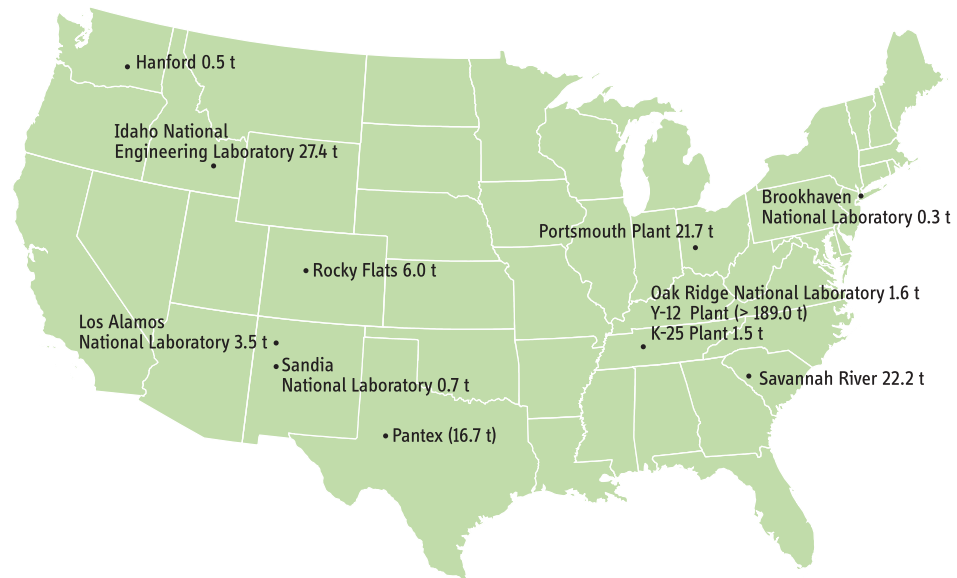 Hanford 0.5 t
Idaho National
Engineering Laboratory 27.4 t
Brookhaven
National Laboratory 0.3 t
Portsmouth Plant 21.7 t
Rocky Flats 6.0 t
Oak Ridge National Laboratory 1.6 t
Y-12 Plant (> 189.0 t)
K-25 Plant 1.5 t
Los Alamos
National Laboratory 3.5 t
Sandia
National Laboratory 0.7 t
Savannah River 22.2 t
Pantex (16.7 t)